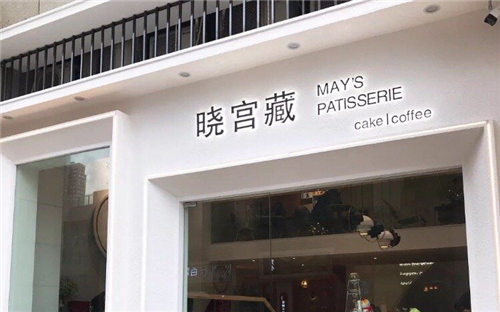 晓宫藏
MAY'S
PATISSERIE
cake | coffee